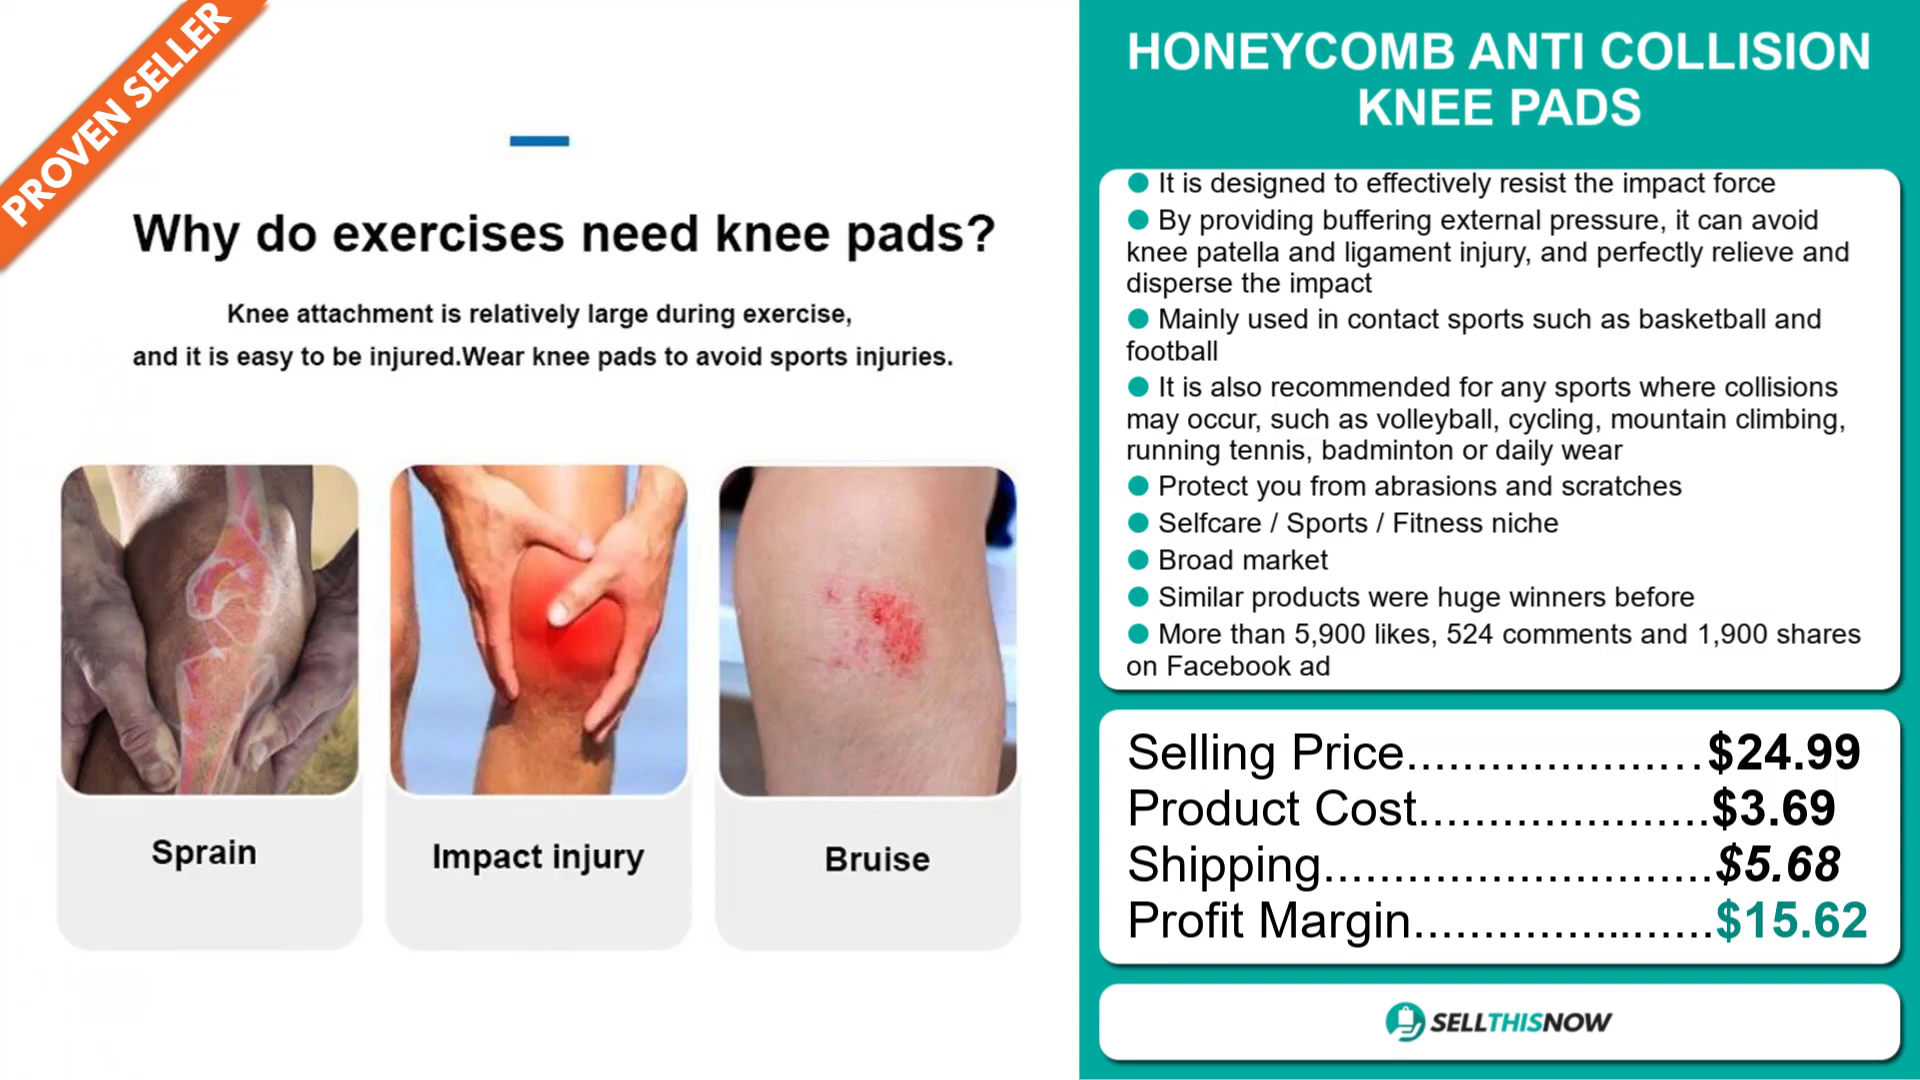 PROVEN SELLER
Why do exercises need knee pads?
Knee attachment is relatively large during exercise,
and it is easy to be injured.Wear knee pads to avoid sports injuries.
Sprain
Impact injury
Bruise
HONEYCOMB ANTI COLLISION
KNEE PADS
● It is designed to effectively resist the impact force
● By providing buffering external pressure, it can avoid
knee patella and ligament injury, and perfectly relieve and
disperse the impact
● Mainly used in contact sports such as basketball and
football
● It is also recommended for any sports where collisions
may occur, such as volleyball, cycling, mountain climbing,
running tennis, badminton or daily wear
● Protect you from abrasions and scratches
● Selfcare / Sports / Fitness niche
● Broad market
● Similar products were huge winners before
● More than 5,900 likes, 524 comments and 1,900 shares
on Facebook ad
Selling Price......................$24.99
Product Cost.....................$3.69
Shipping............................$5.68
Profit Margin......................$15.62
SELLTHISNOW